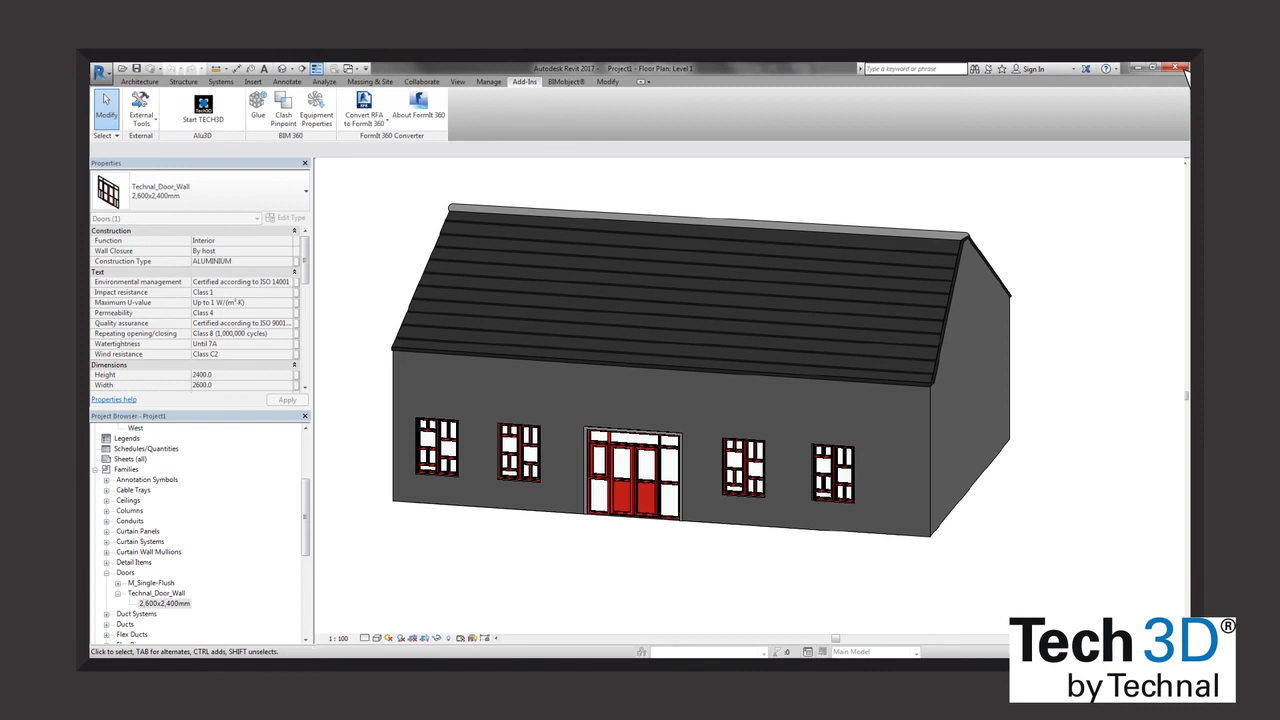 Autodesk Revit 2017 - Project1 - Floor Plan: Level 1
Type a keyword or phrase
Sign In
Architecture Structure Systems Insert Annotate Analyze Massing & Site Collaborate View Manage Add-Ins BIMobject® Modify
Modify
External Tools
Start TECH3D
Glue
Clash Pinpoint
Equipment Properties
Convert RFA to FormIt 360
About FormIt 360
Select External Alu3D BIM 360 FormIt 360 Converter
Properties
Technal_Door_Wall
2,600x2,400mm
Doors (1) Edit Type
Construction
Function Interior
Wall Closure By host
Construction Type ALUMINIUM
Text
Environmental management Certified according to ISO 14001
Impact resistance Class 1
Maximum U-value Up to 1 W/(m²·K)
Permeability Class 4
Quality assurance Certified according to ISO 9001...
Repeating opening/closing Class 8 (1,000,000 cycles)
Watertightness Until 7A
Wind resistance Class C2
Dimensions
Height 2400.0
Width 2600.0
Properties help Apply
Project Browser - Project1
West
Legends
Schedules/Quantities
Sheets (all)
Families
Annotation Symbols
Cable Trays
Ceilings
Columns
Conduits
Curtain Panels
Curtain Systems
Curtain Wall Mullions
Detail Items
Doors
M_Single-Flush
Technal_Door_Wall
2,600x2,400mm
Duct Systems
Ducts
Flex Ducts
1 : 100
Click to select, TAB for alternates, CTRL adds, SHIFT unselects.
:0
Main Model
Tech 3D®
by Technal